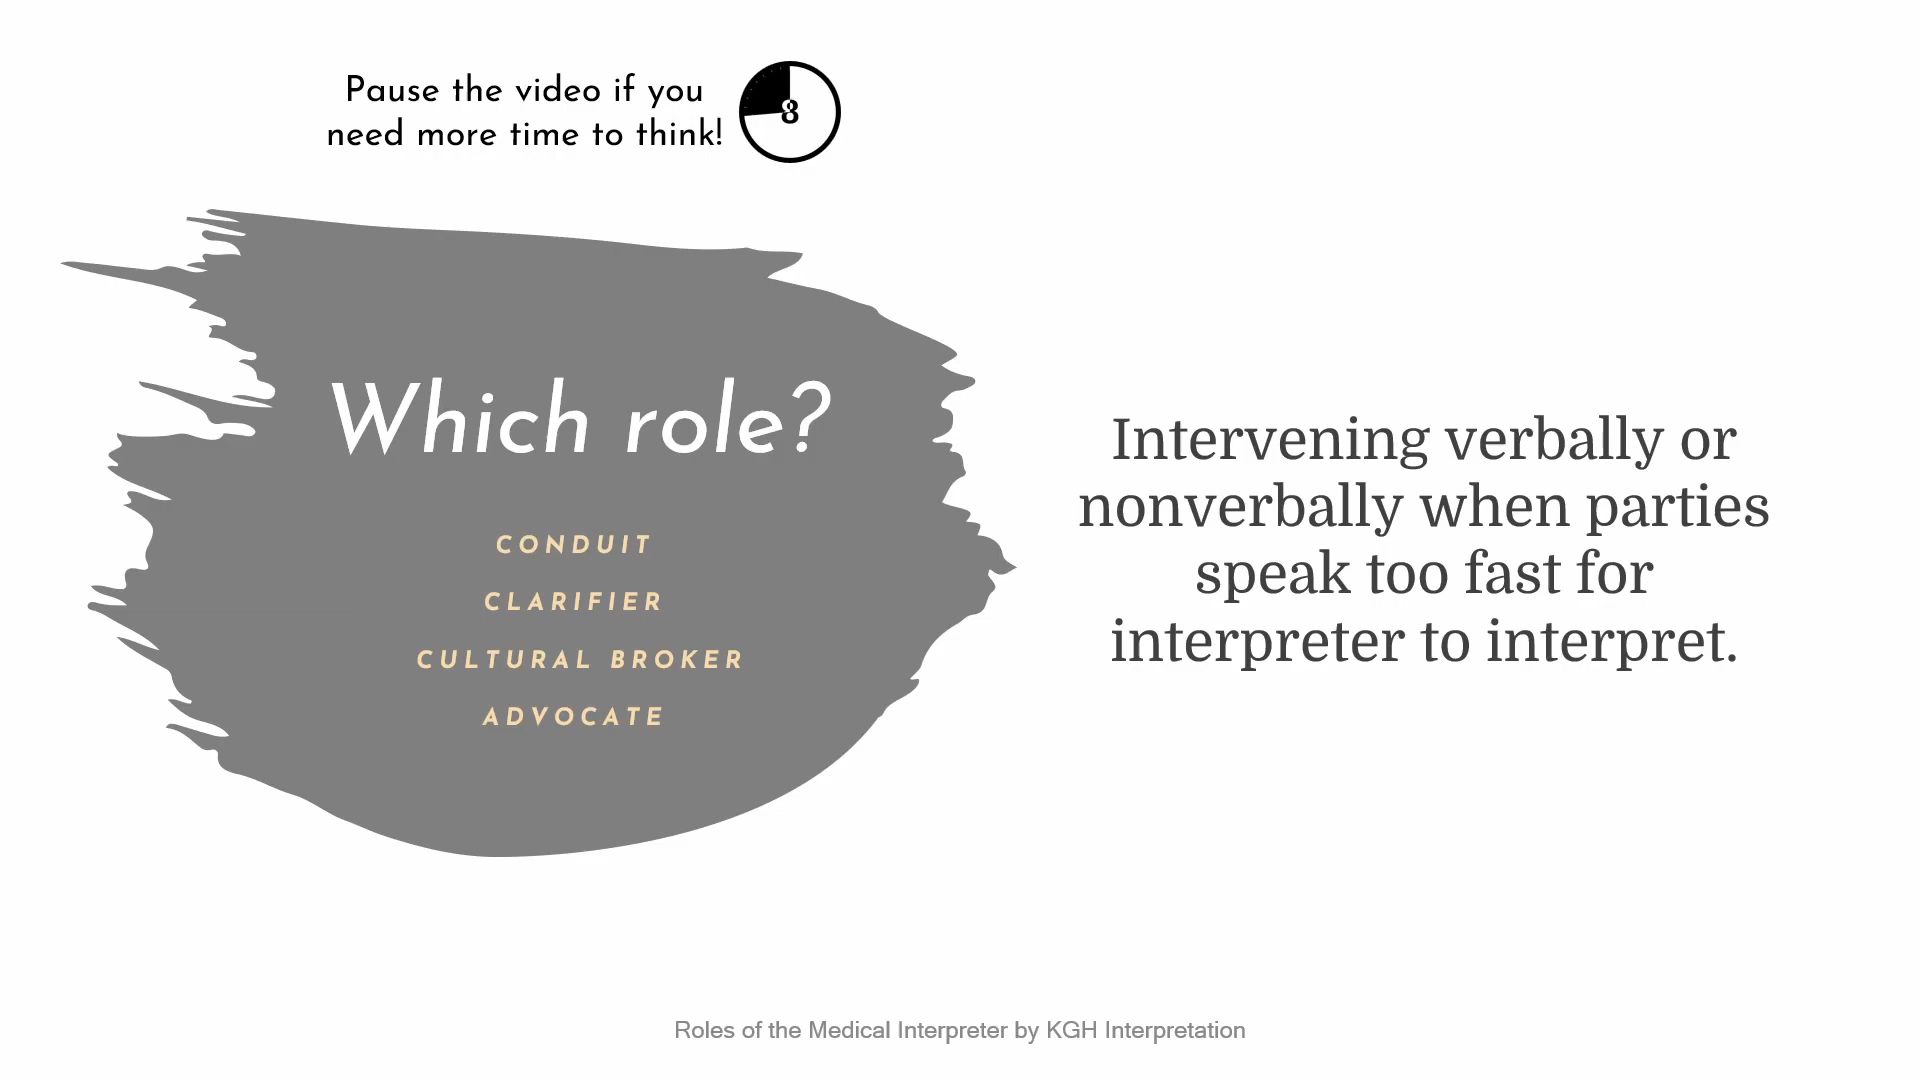 Pause the video if you
need more time to think!
8
Which role?
CONDUIT
CLARIFIER
CULTURAL BROKER
ADVOCATE
Intervening verbally or
nonverbally when parties
speak too fast for
interpreter to interpret.
Roles of the Medical Interpreter by KGH Interpretation